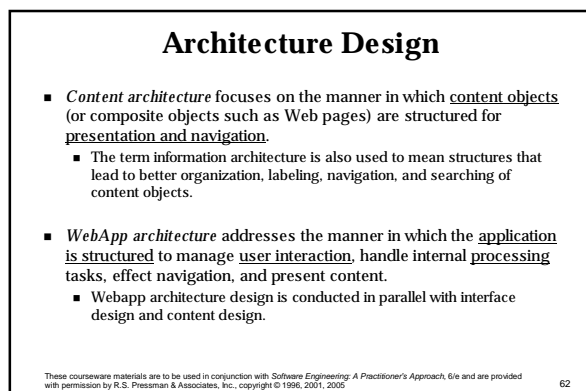 Architecture Design
■ Content architecture focuses on the manner in which content objects
(or composite objects such as Web pages) are structured for
presentation and navigation.
■ The term information architecture is also used to mean structures that
lead to better organization, labeling, navigation, and searching of
content objects.
■ WebApp architecture addresses the manner in which the application
is structured to manage user interaction, handle internal processing
tasks, effect navigation, and present content.
■ Webapp architecture design is conducted in parallel with interface
design and content design.
These courseware materials are to be used in conjunction with Software Engineering: A Practitioner's Approach, 6/e and are provided
with permission by R.S. Pressman & Associates, Inc., copyright © 1996, 2001, 2005
62